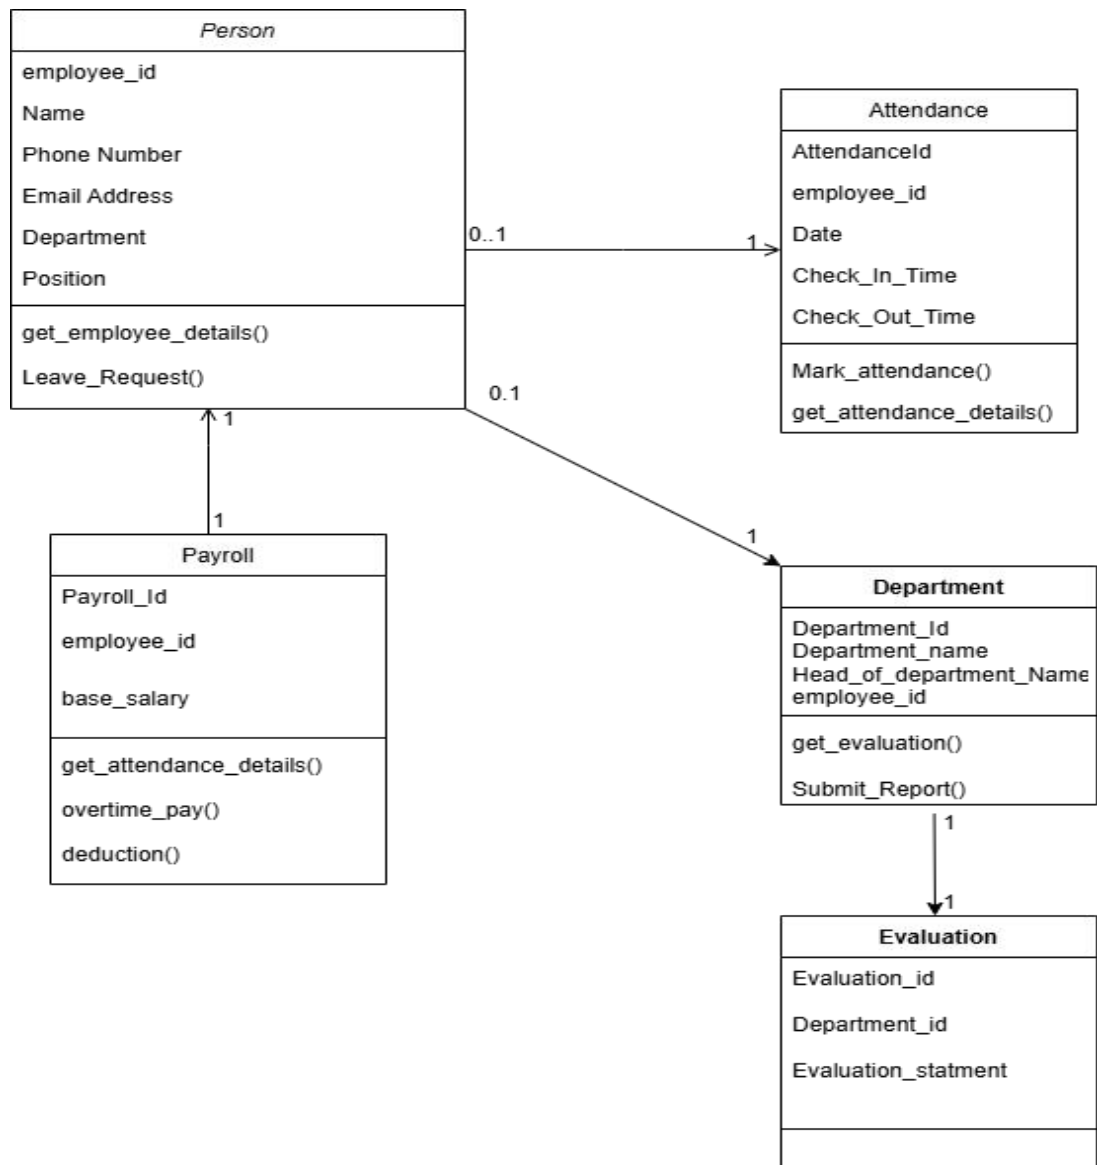 Person
employee_id
Name
Phone Number
Email Address
Department
Position
get_employee_details()
Leave_Request()
0..1
1
Attendance
AttendanceId
employee_id
Date
Check_In_Time
Check_Out_Time
Mark_attendance()
get_attendance_details()
0.1
1
1
1
Payroll
Payroll_Id
employee_id
base_salary
get_attendance_details()
overtime_pay()
deduction()
Department
Department_Id
Department_name
Head_of_department_Name
employee_id
get_evaluation()
Submit_Report()
1
1
Evaluation
Evaluation_id
Department_id
Evaluation_statment